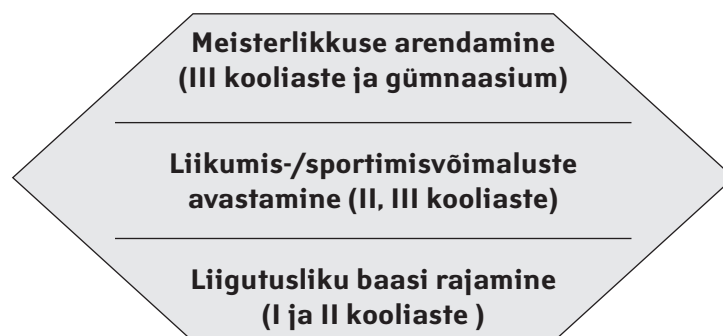 Meisterlikkuse arendamine
(III kooliaste ja gümnaasium)
Liikumis-/sportimisvõimaluste
avastamine (II, III kooliaste)
Liigutusliku baasi rajamine
(I ja II kooliaste )